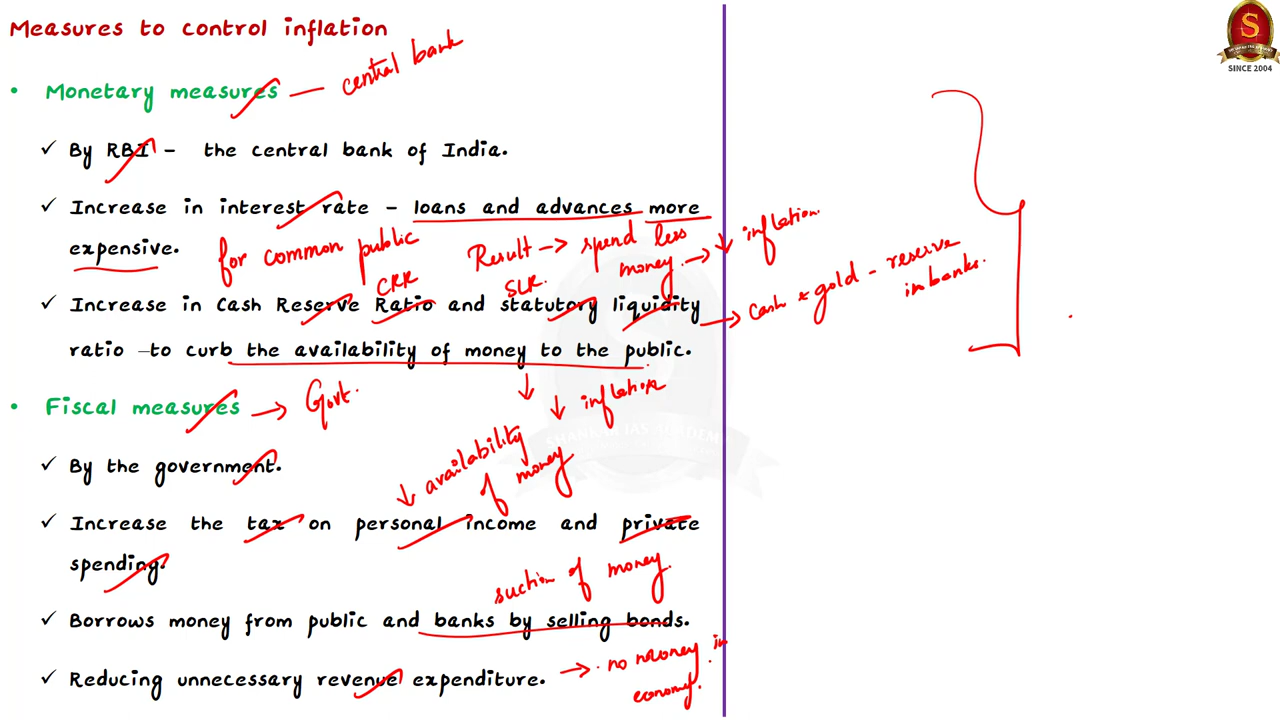 Measures to control inflation
• Monetary measures — central bank
✓ By RBI – the central bank of India.
✓ Increase in interest rate – loans and advances more
expensive.
for common public
Result -> spend less
money. -> ↓ inflation.
CRR
SLR.
✓ Increase in Cash Reserve Ratio and statutory liquidity
-> cash & gold - reserve
in banks.
ratio –to curb the availability of money to the public.
• Fiscal measures -> Govt.
↓ ↓ inflation
✓ By the government.
↓ availability
of money
✓ Increase the tax on personal income and private
spending.
suction of money.
✓ Borrows money from public and banks by selling bonds.
✓ Reducing unnecessary revenue expenditure. -> no money in
economy.
S
SINCE 2004
SHANKAR IAS ACADEMY